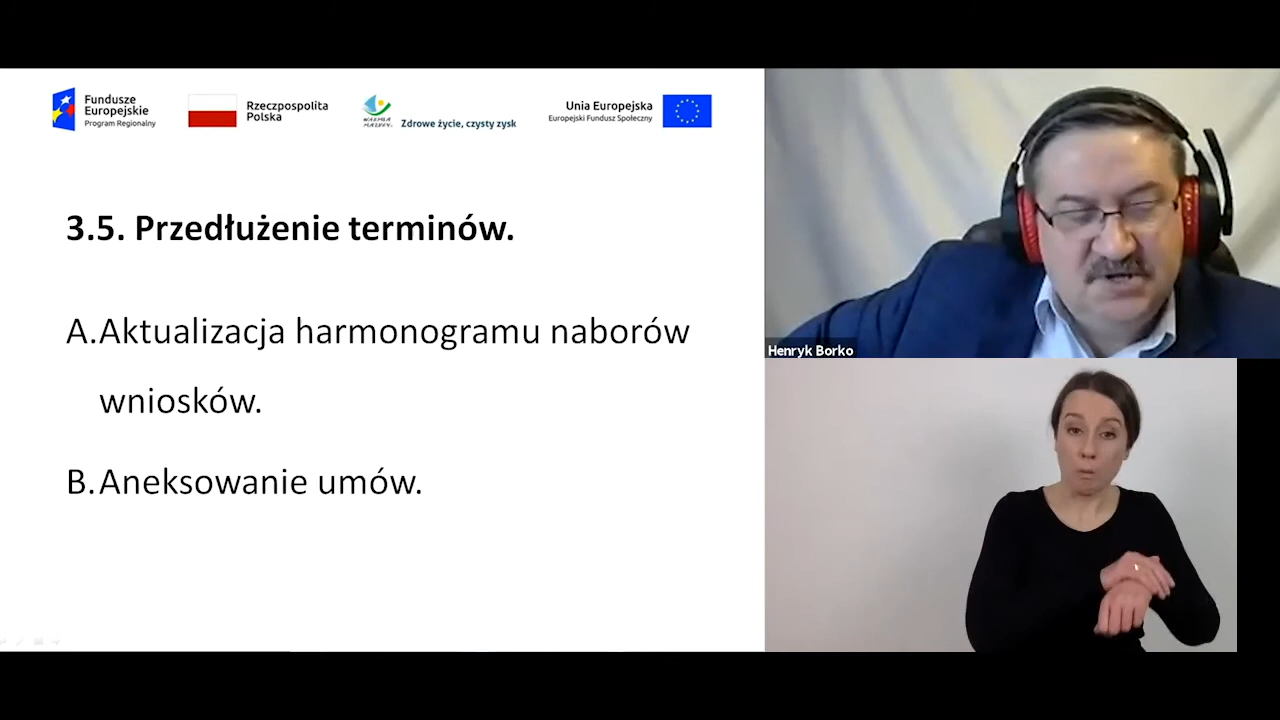 Fundusze
Europejskie
Program Regionalny
Rzeczpospolita
Polska
Zdrowe życie, czysty zysk
Unia Europejska
Europejski Fundusz Społeczny
3.5. Przedłużenie terminów.
A.Aktualizacja harmonogramu naborów
wniosków.
B.Aneksowanie umów.
Henryk Borko